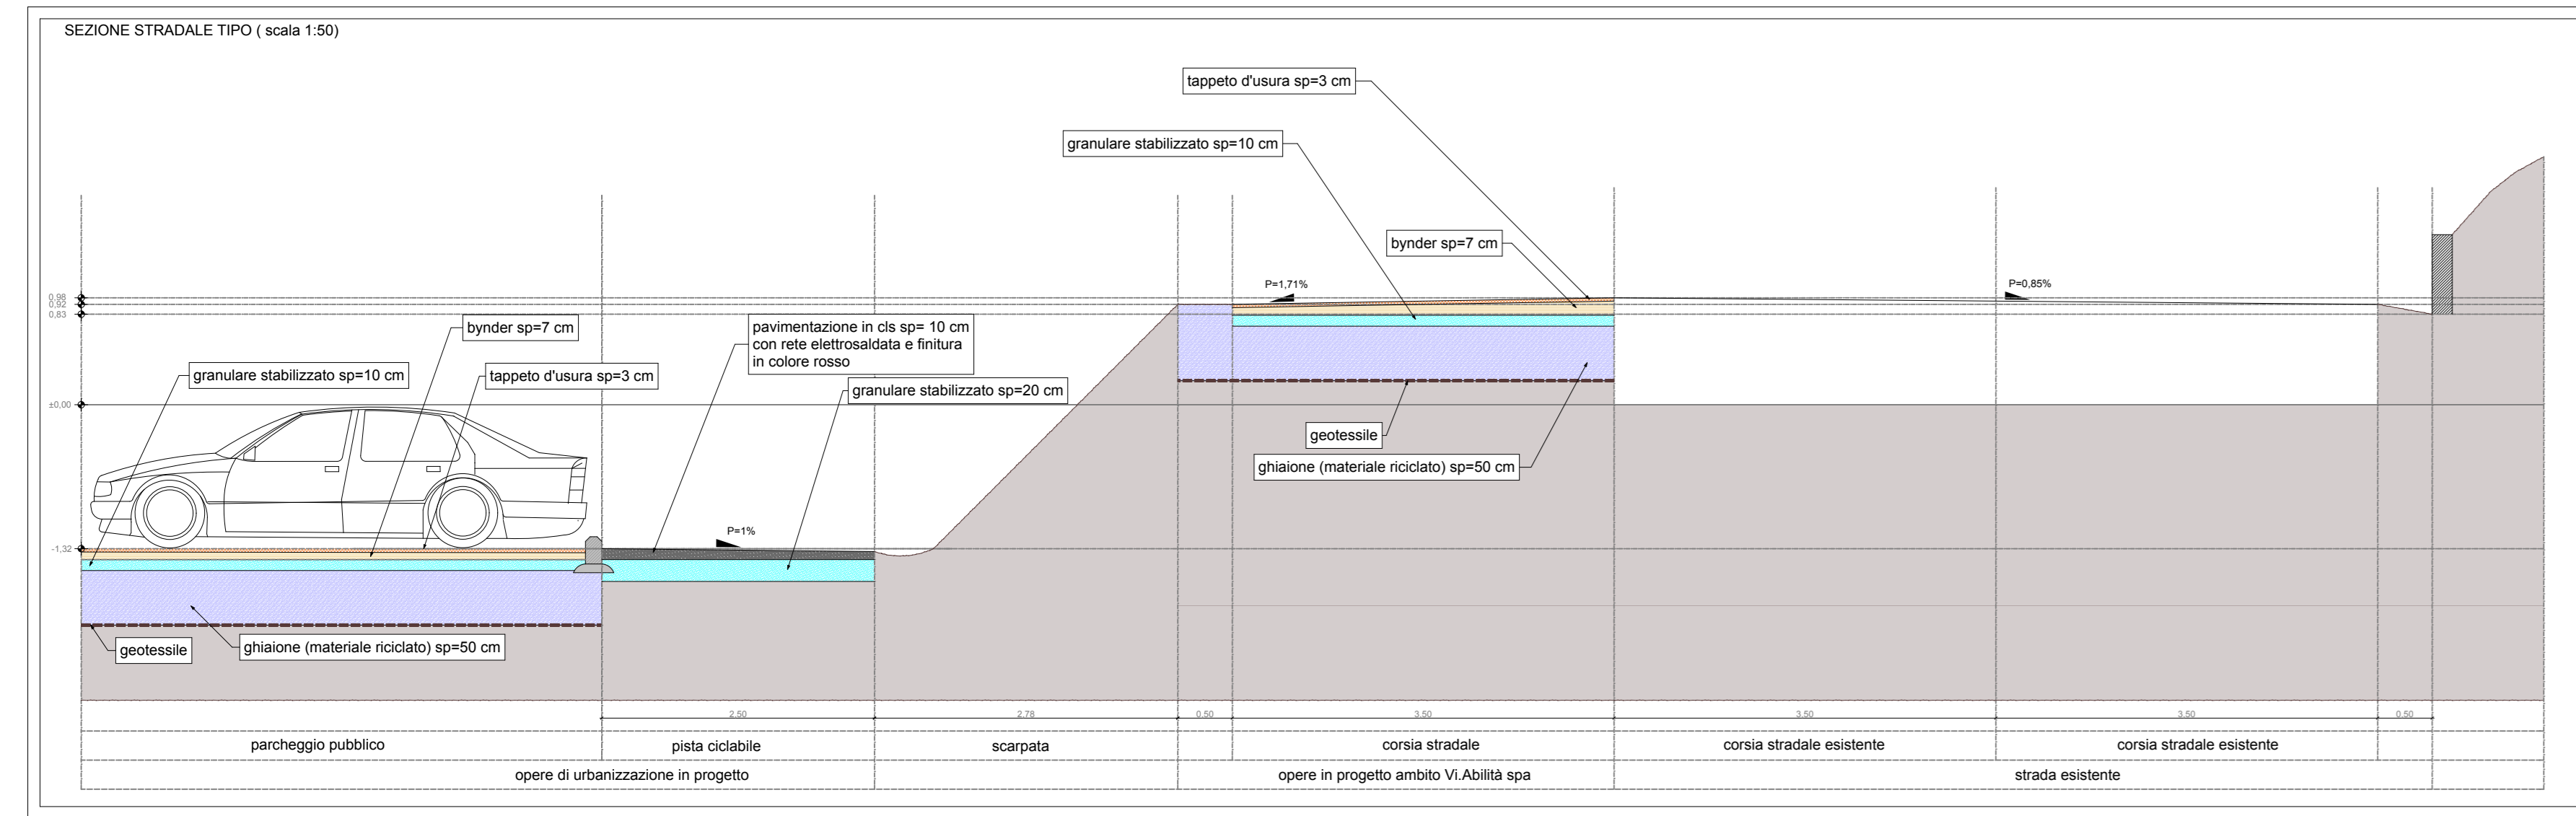 SEZIONE STRADALE TIPO ( scala 1:50)
tappeto d'usura sp=3 cm
granulare stabilizzato sp=10 cm
bynder sp=7 cm
P=1,71%
P=0,85%
0,98
0,92
0,83
bynder sp=7 cm
pavimentazione in cls sp= 10 cm
con rete elettrosaldata e finitura
in colore rosso
granulare stabilizzato sp=10 cm
tappeto d'usura sp=3 cm
granulare stabilizzato sp=20 cm
±0,00
geotessile
ghiaione (materiale riciclato) sp=50 cm
P=1%
-1,32
geotessile
ghiaione (materiale riciclato) sp=50 cm
2.50
2.78
0.50
3.50
3.50
3.50
0.50
parcheggio pubblico
pista ciclabile
scarpata
corsia stradale
corsia stradale esistente
corsia stradale esistente
opere di urbanizzazione in progetto
opere in progetto ambito Vi.Abilità spa
strada esistente